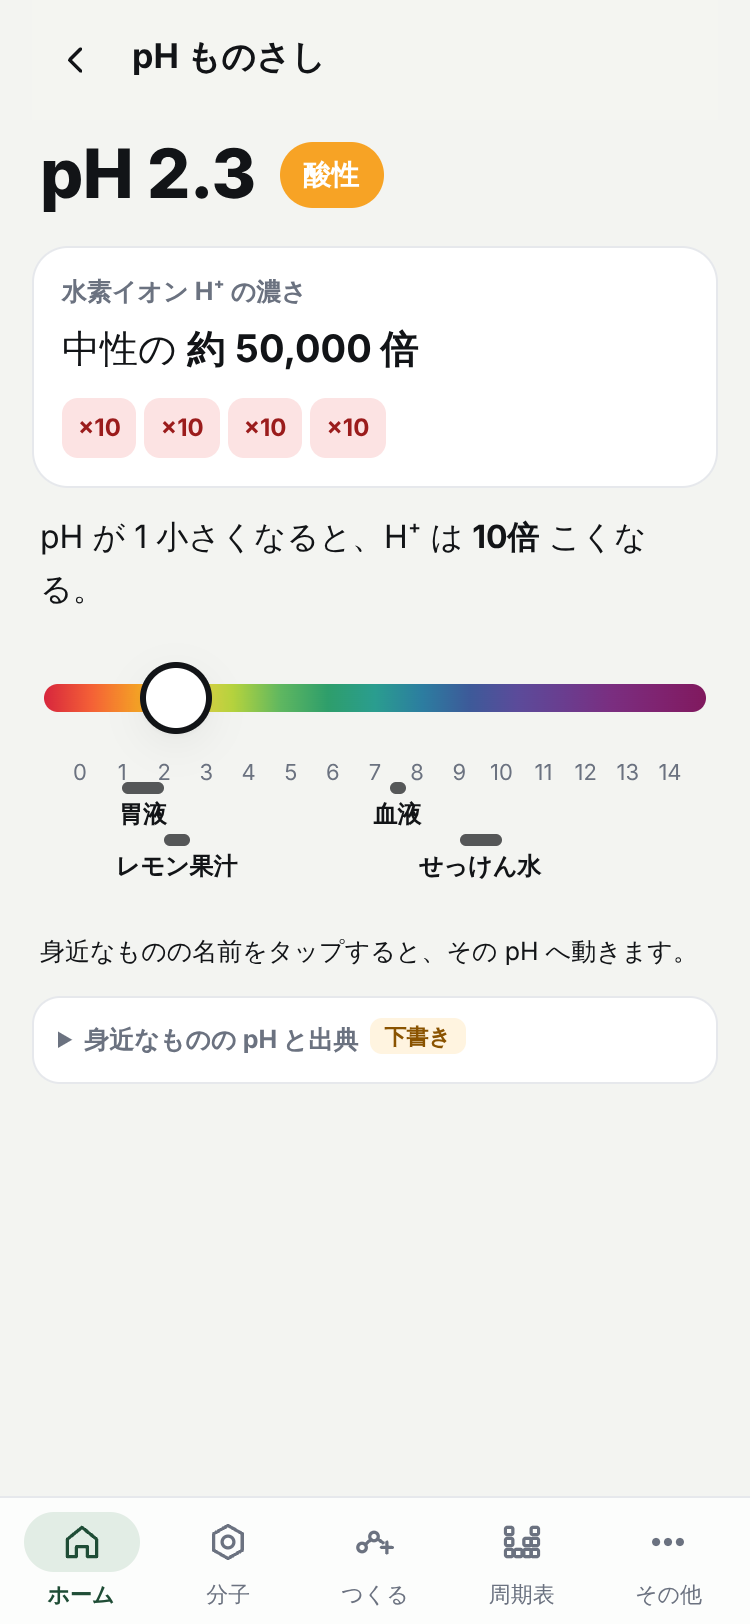 pH ものさし
pH 2.3 酸性
水素イオン H⁺ の濃さ
中性の 約 50,000 倍
×10 ×10 ×10 ×10
pH が 1 小さくなると、H⁺ は 10倍 こくな
る。
0 1 2 3 4 5 6 7 8 9 10 11 12 13 14
胃液 血液
レモン果汁 せっけん水
身近なものの名前をタップすると、その pH へ動きます。
▶ 身近なものの pH と出典 下書き
ホーム 分子 つくる 周期表 その他